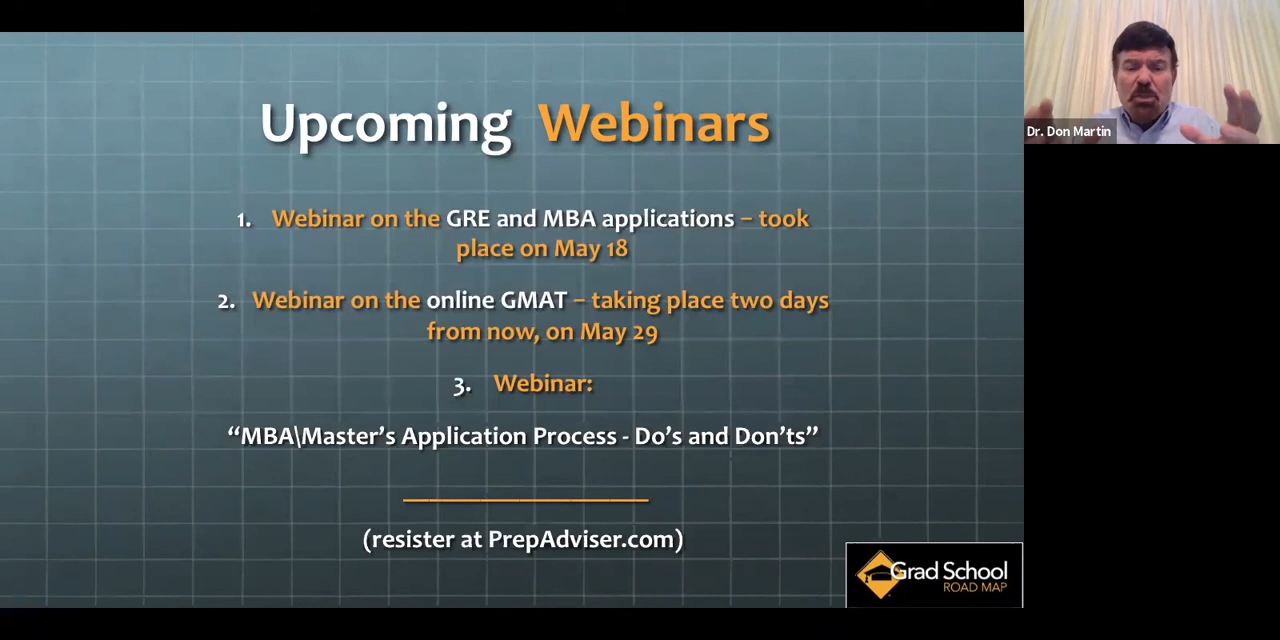 Upcoming Webinars
1. Webinar on the GRE and MBA applications – took
place on May 18
2. Webinar on the online GMAT – taking place two days
from now, on May 29
3. Webinar:
“MBA\Master’s Application Process - Do’s and Don’ts”
(resister at PrepAdviser.com)
Grad School
ROAD MAP
Dr. Don Martin